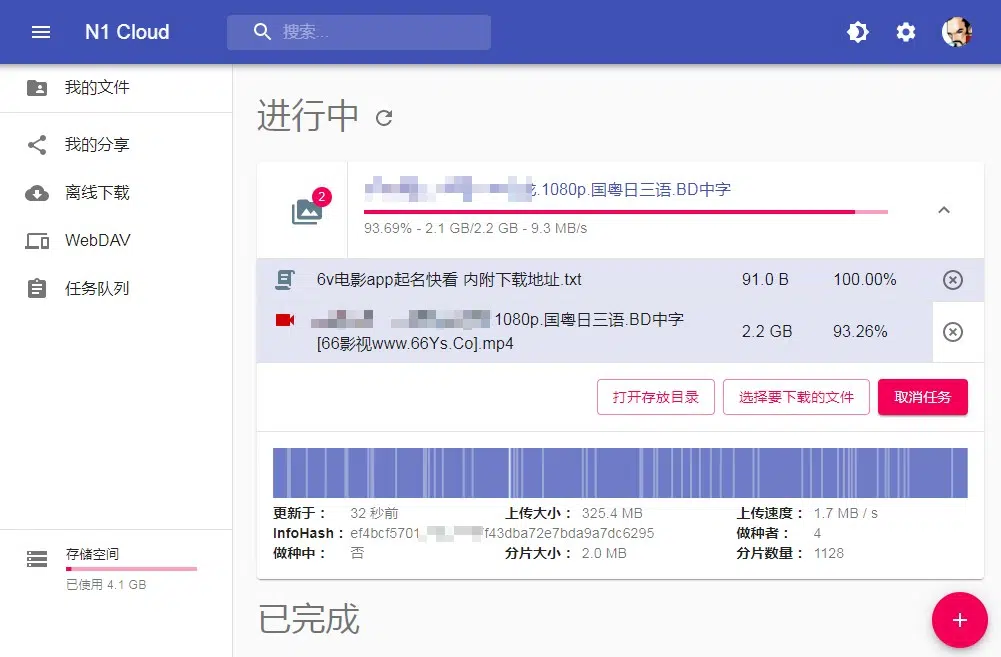 N1 Cloud
搜索...
我的文件
我的分享
离线下载
WebDAV
任务队列
存储空间
已使用 4.1 GB
进行中
2
.1080p.国粤日三语.BD中字
93.69% - 2.1 GB/2.2 GB - 9.3 MB/s
6v电影app起名快看 内附下载地址.txt 91.0 B 100.00%
1080p.国粤日三语.BD中字
[66影视www.66Ys.Co].mp4 2.2 GB 93.26%
打开存放目录 选择要下载的文件 取消任务
更新于： 32 秒前 上传大小： 325.4 MB 上传速度： 1.7 MB / s
InfoHash： ef4bcf5701 f43dba72e7bda9a7dc6295 做种者： 4
做种中： 否 分片大小： 2.0 MB 分片数量： 1128
已完成